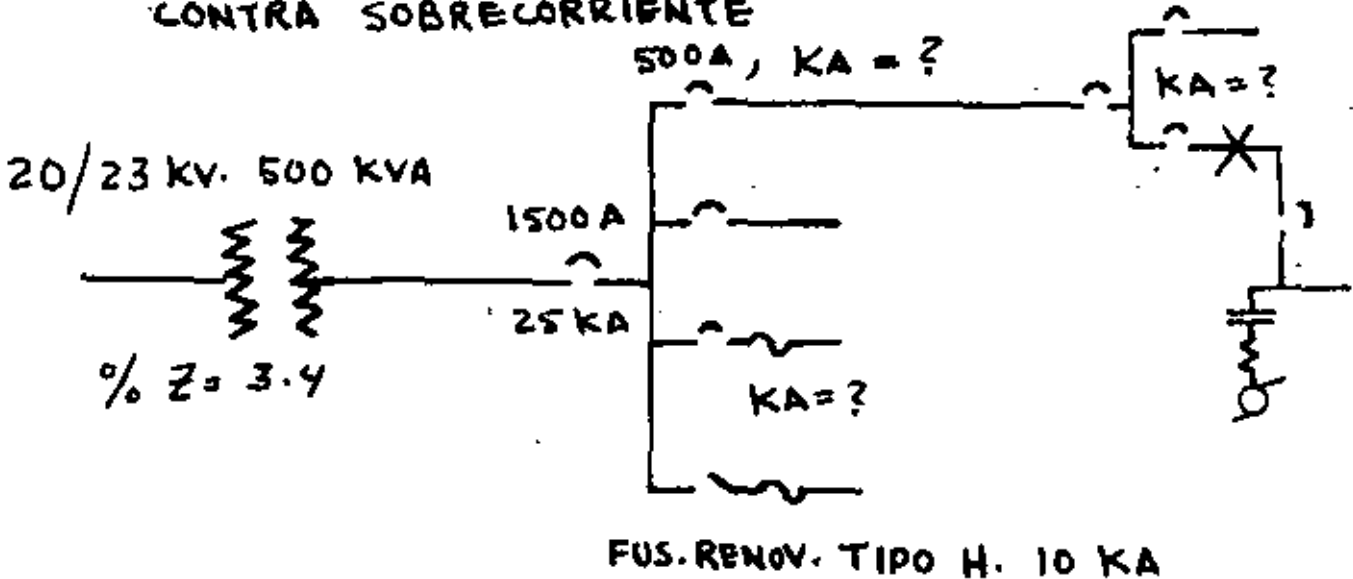 CONTRA SOBRECORRIENTE
500A, KA = ?
KA = ?
20/23 KV. 500 KVA
1500A
25 KA
% Z = 3.4
KA = ?
FUS. RENOV. TIPO H. 10 KA